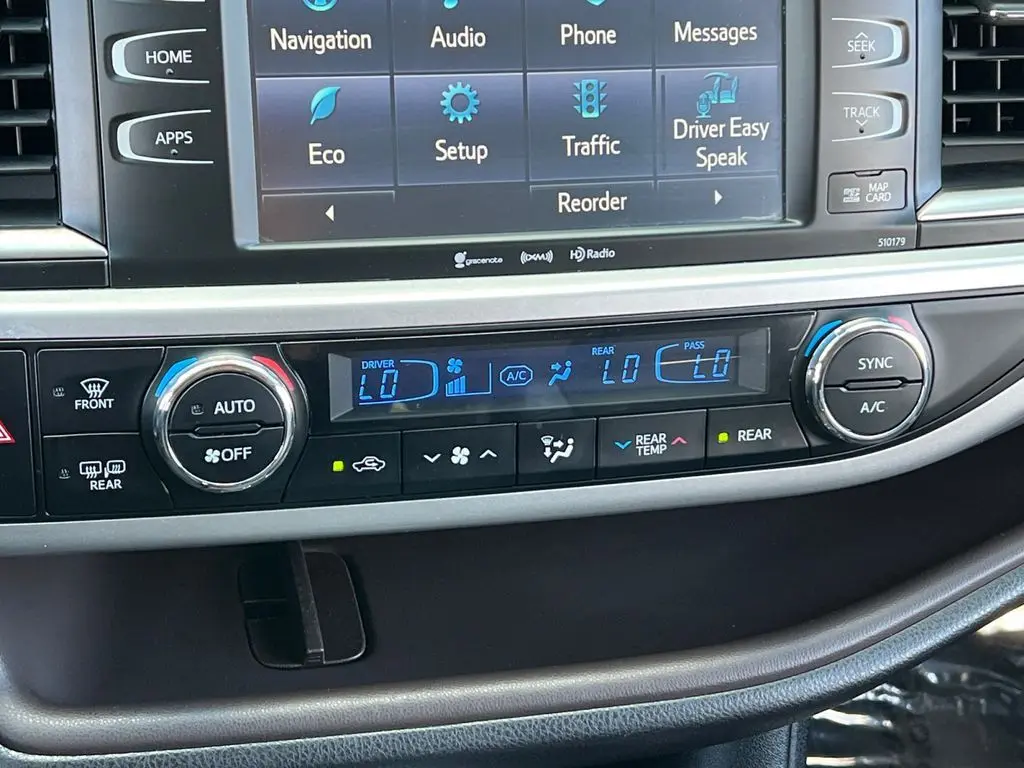 Navigation
Audio
Phone
Messages
HOME
SEEK
APPS
TRACK
Eco
Setup
Traffic
Driver Easy
Speak
Reorder
MAP
CARD
510179
gracenote
((XM))
HD Radio
FRONT
REAR
AUTO
OFF
DRIVER
LO
A/C
REAR
LO
PASS
LO
REAR
TEMP
REAR
SYNC
A/C